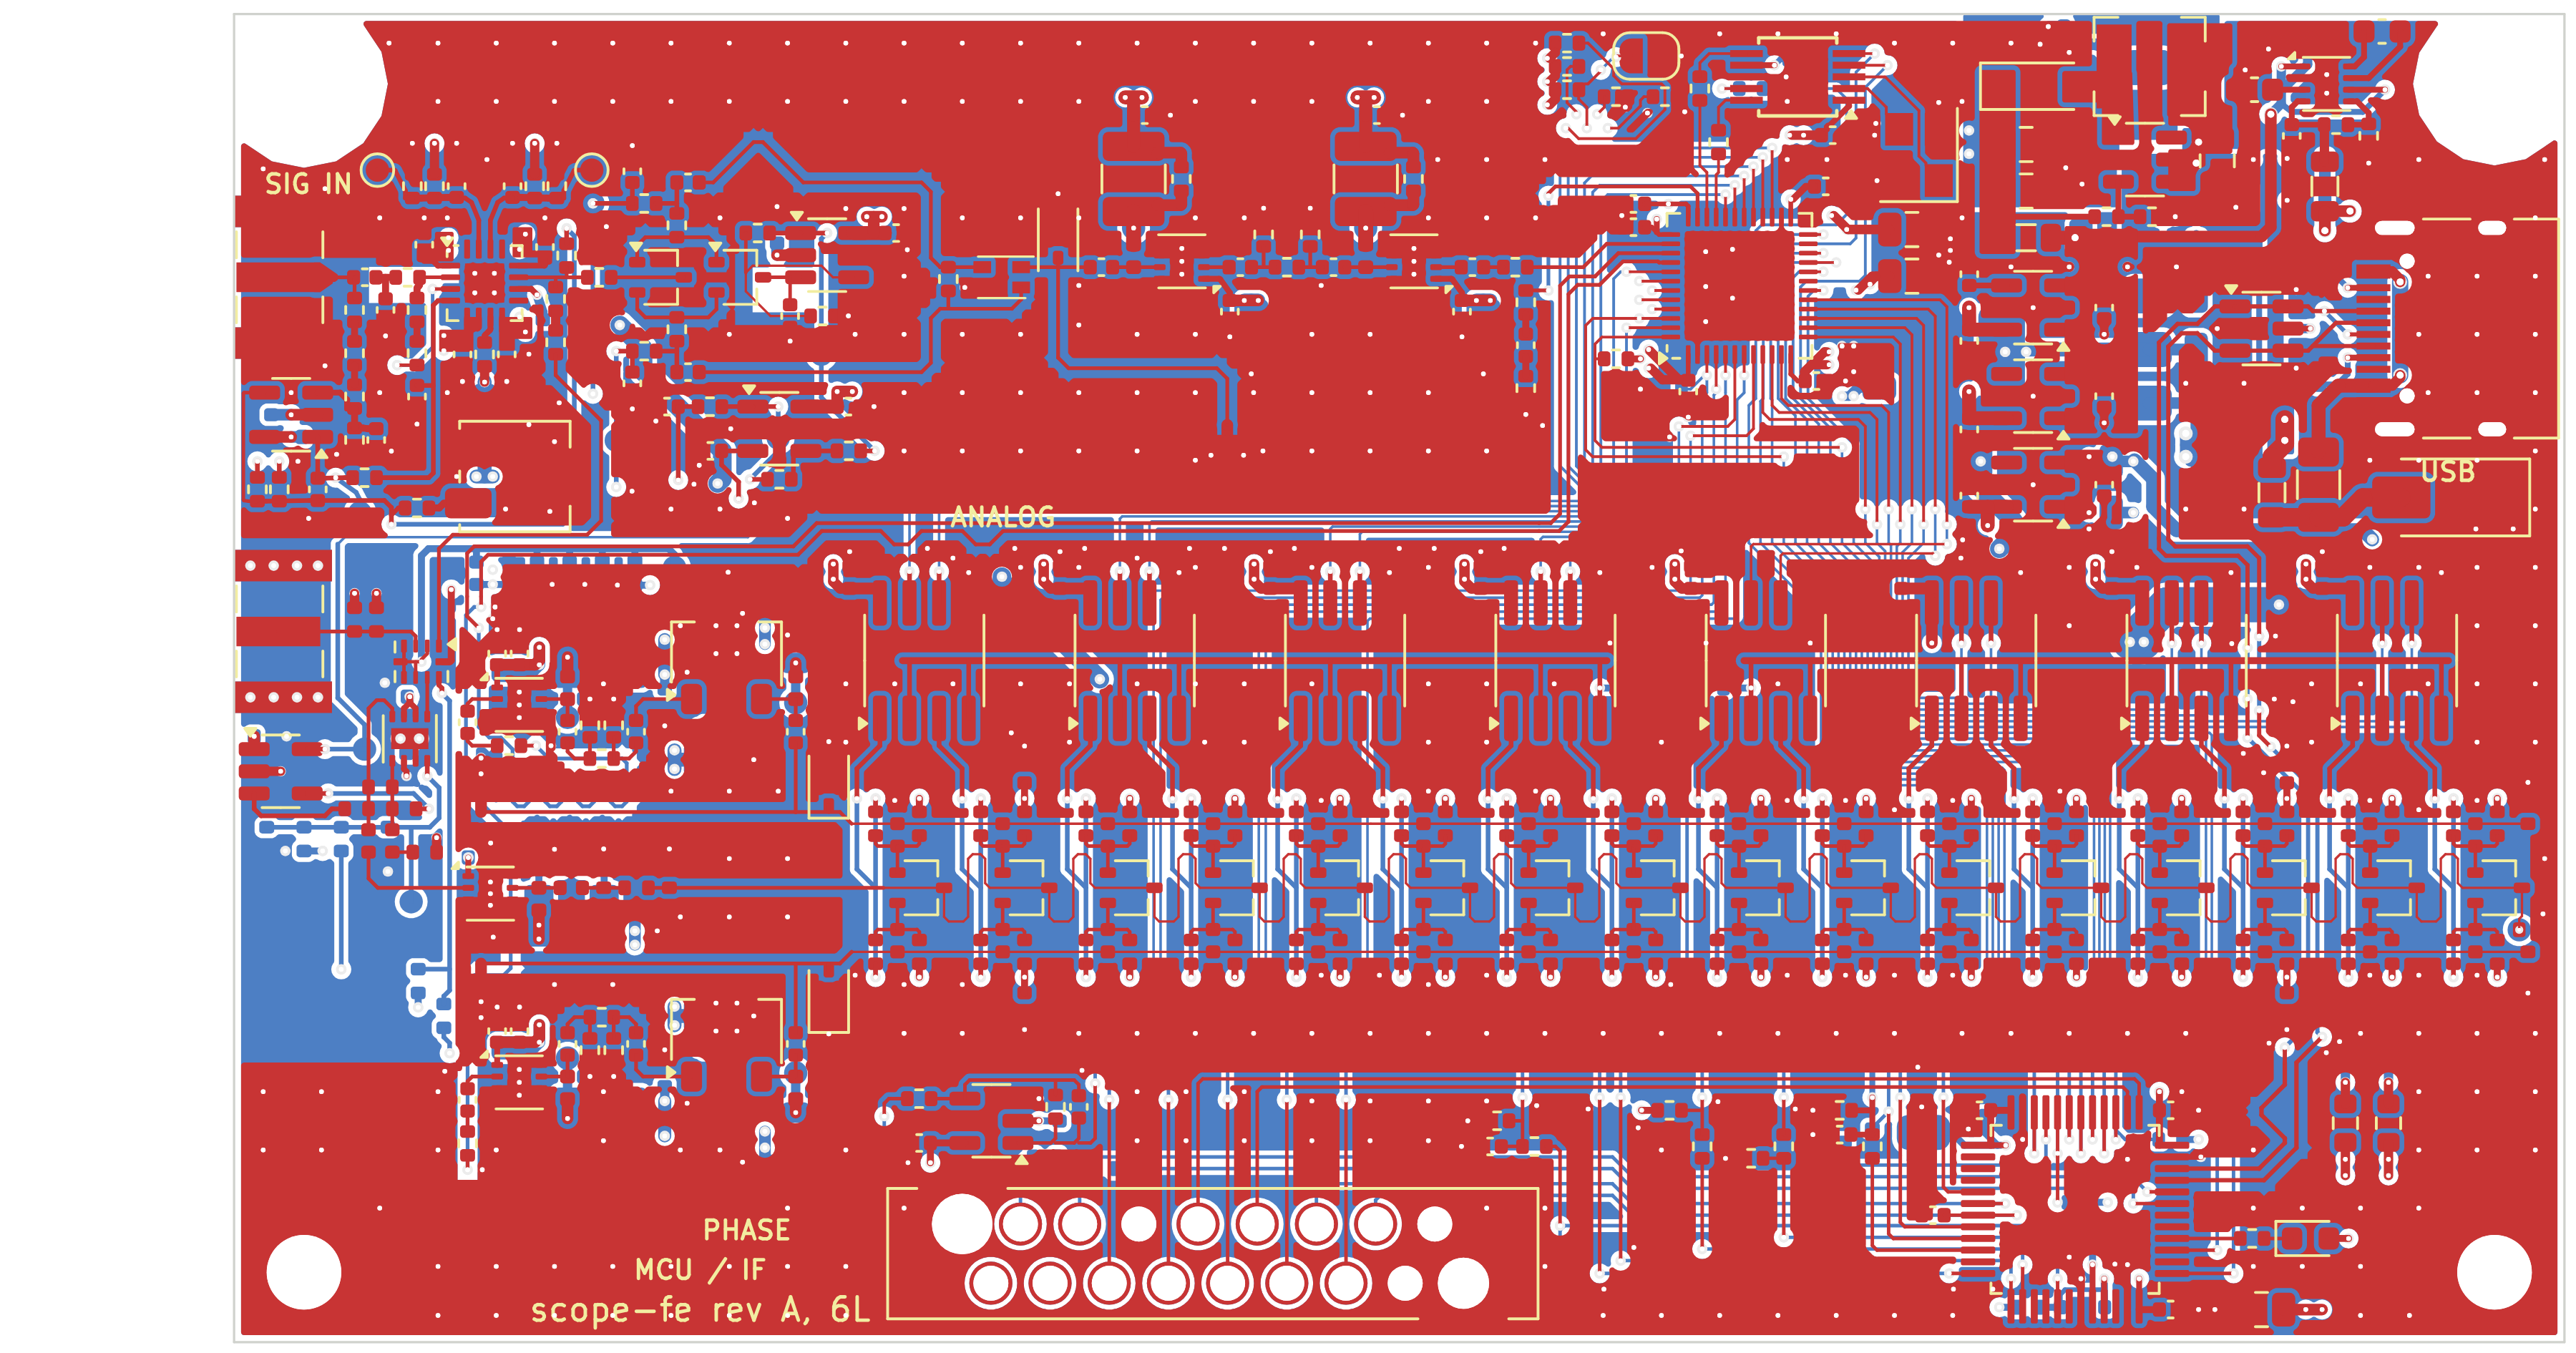 SIG IN
USB
ANALOG
PHASE
MCU / IF
scope-fe rev A, 6L